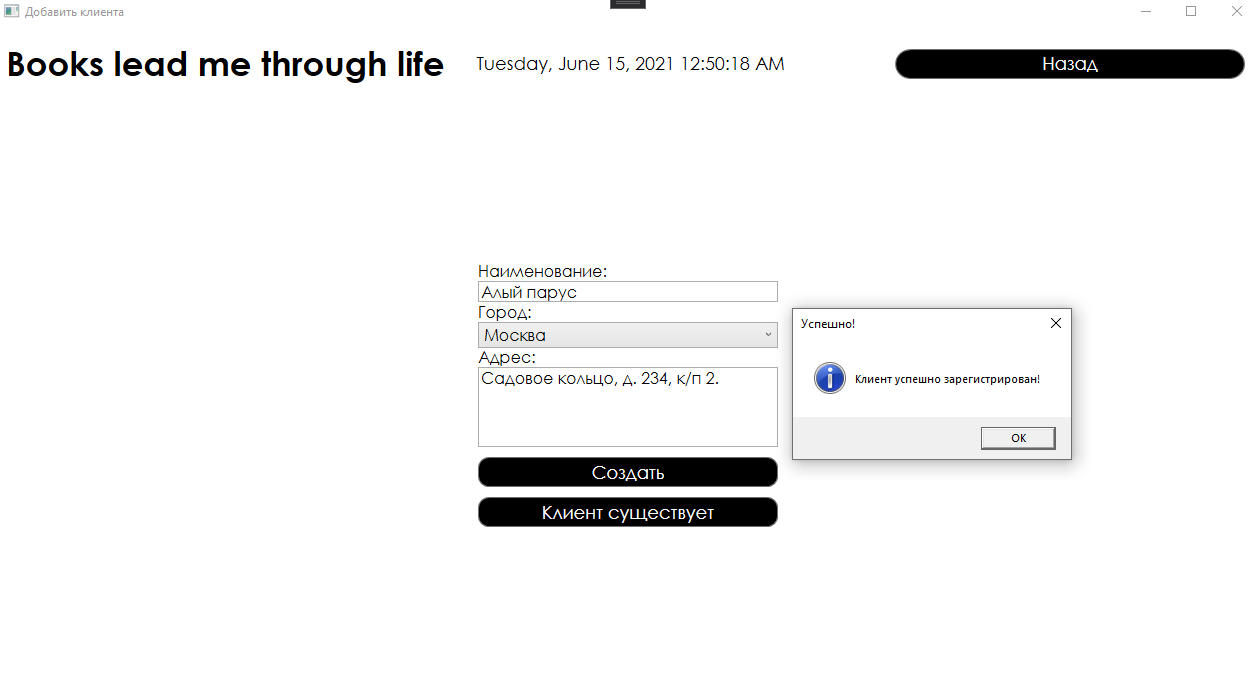 Добавить клиента
Books lead me through life
Tuesday, June 15, 2021 12:50:18 AM
Назад
Наименование:
Алый парус
Город:
Москва
Адрес:
Садовое кольцо, д. 234, к/п 2.
Создать
Клиент существует
Успешно!
Клиент успешно зарегистрирован!
OK